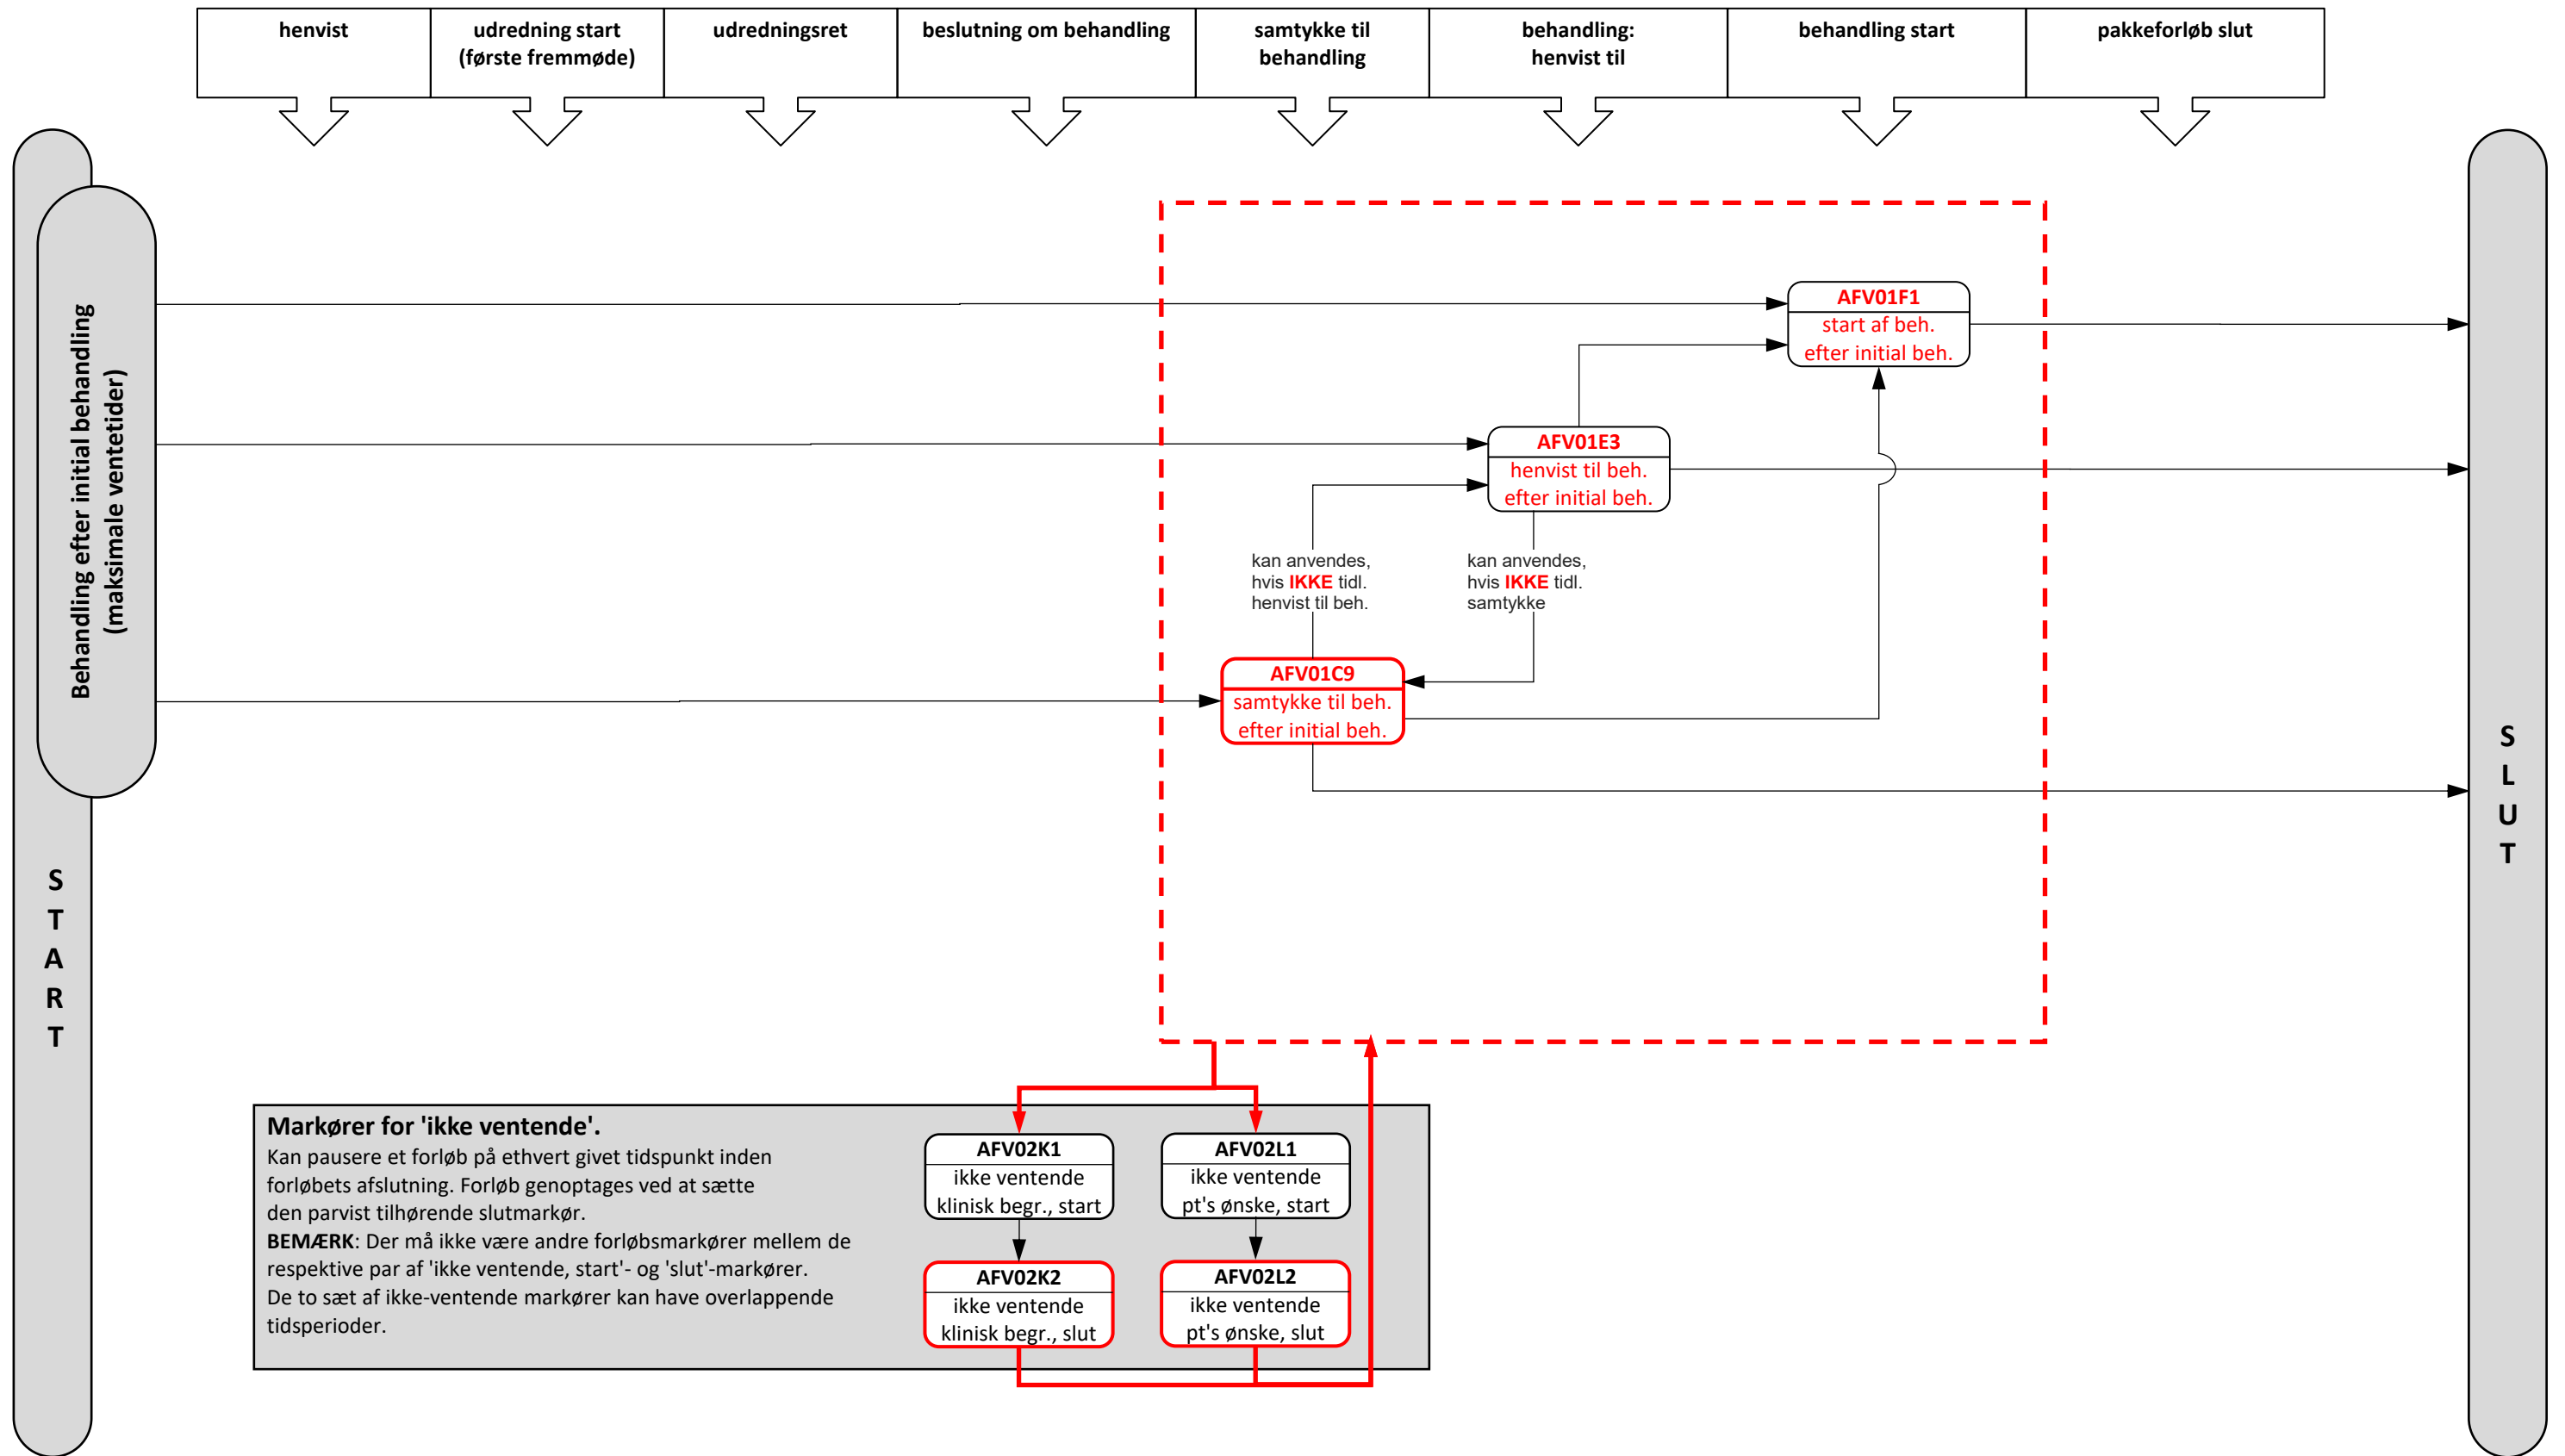 henvist
udredning start
(første fremmøde)
udredningsret
beslutning om behandling
samtykke til
behandling
behandling:
henvist til
behandling start
pakkeforløb slut
Behandling efter initial behandling
(maksimale ventetider)
S
T
A
R
T
AFV01F1
start af beh.
efter initial beh.
AFV01E3
henvist til beh.
efter initial beh.
kan anvendes,
hvis IKKE tidl.
henvist til beh.
kan anvendes,
hvis IKKE tidl.
samtykke
AFV01C9
samtykke til beh.
efter initial beh.
S
L
U
T
Markører for 'ikke ventende'.
Kan pausere et forløb på ethvert givet tidspunkt inden
forløbets afslutning. Forløb genoptages ved at sætte
den parvist tilhørende slutmarkør.
BEMÆRK: Der må ikke være andre forløbsmarkører mellem de
respektive par af 'ikke ventende, start'- og 'slut'-markører.
De to sæt af ikke-ventende markører kan have overlappende
tidsperioder.
AFV02K1
ikke ventende
klinisk begr., start
AFV02L1
ikke ventende
pt's ønske, start
AFV02K2
ikke ventende
klinisk begr., slut
AFV02L2
ikke ventende
pt's ønske, slut